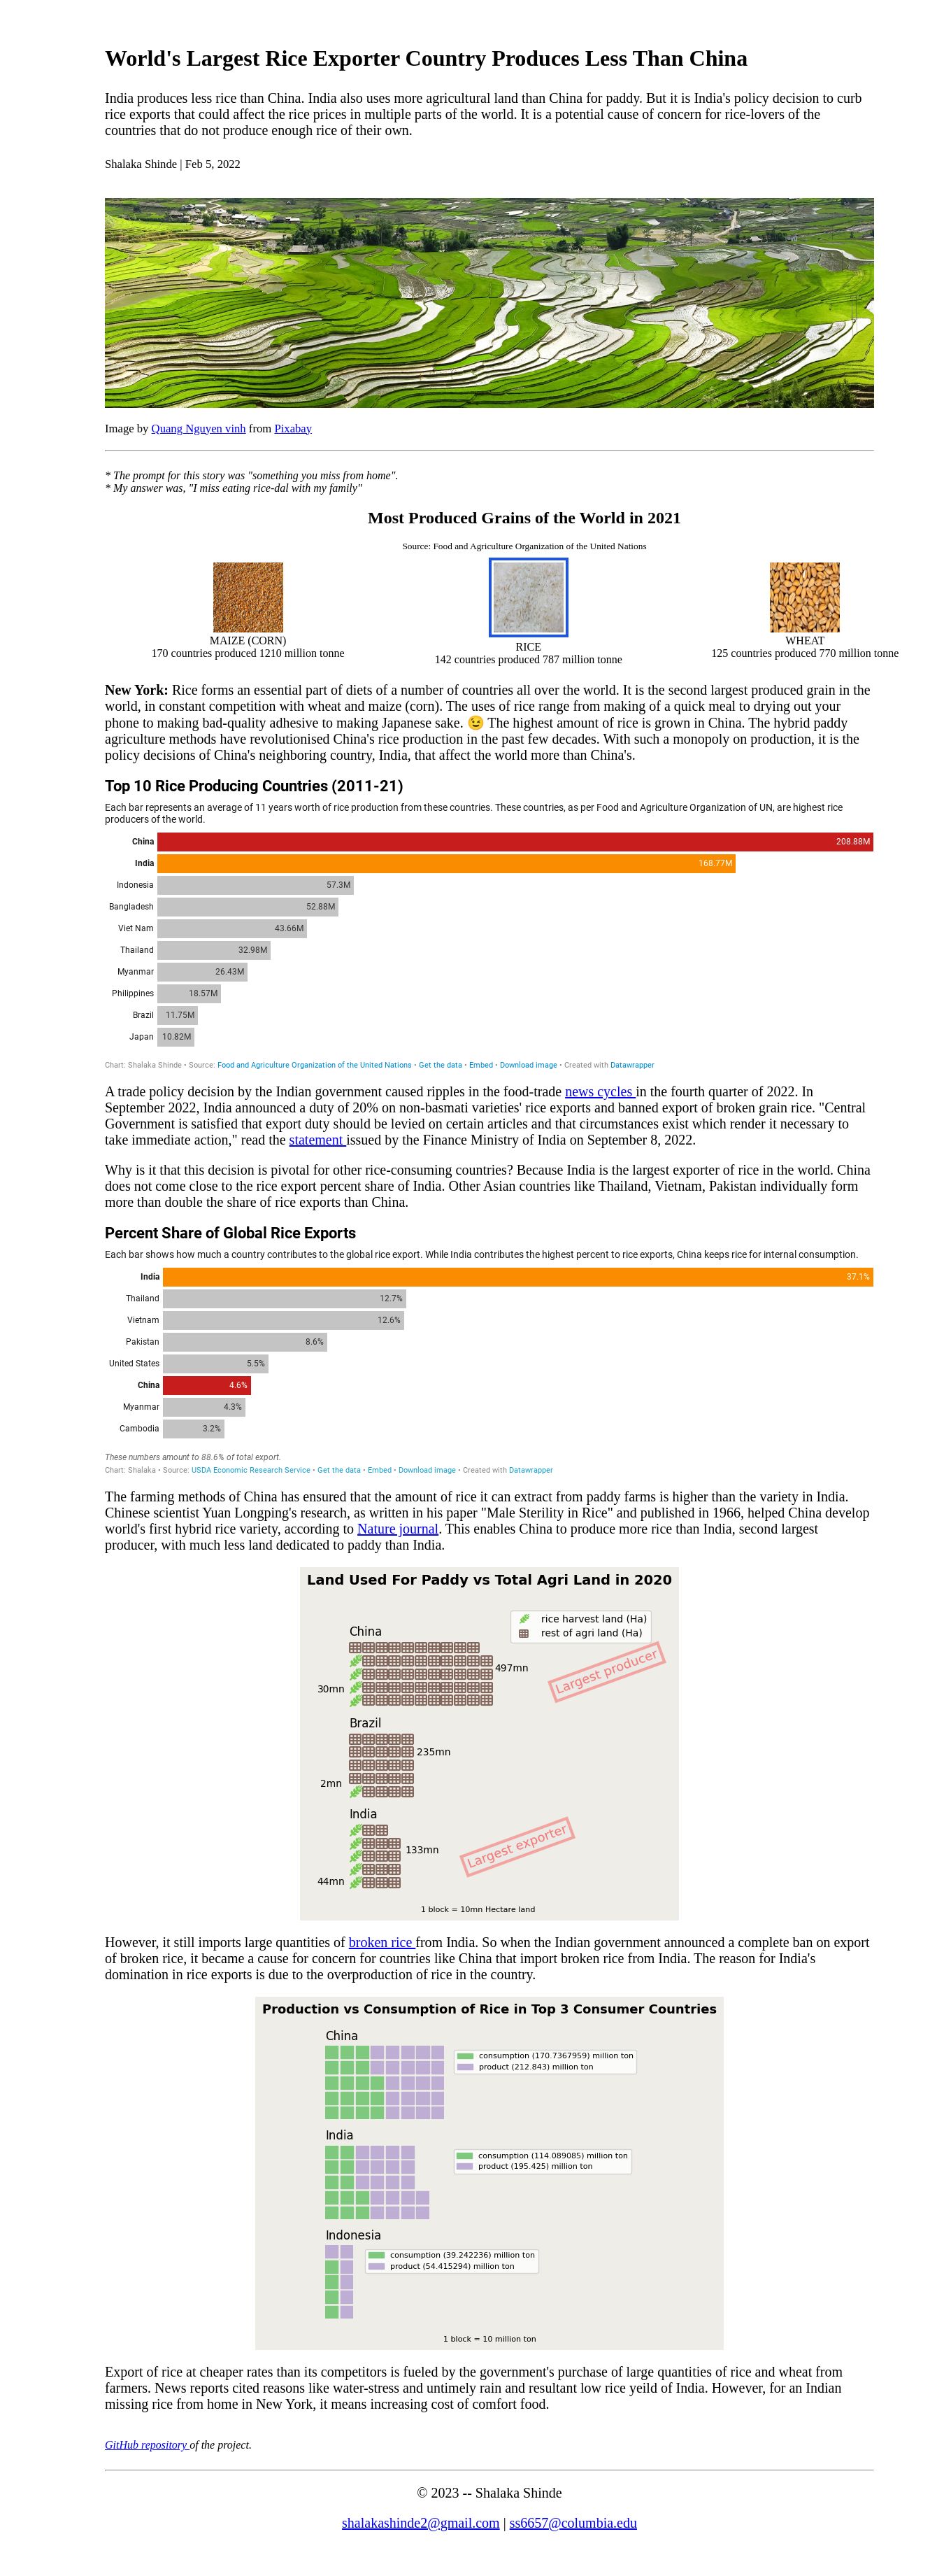 World's Largest Rice Exporter Country Produces Less Than China
India produces less rice than China. India also uses more agricultural land than China for paddy. But it is India's policy decision to curb
rice exports that could affect the rice prices in multiple parts of the world. It is a potential cause of concern for rice-lovers of the
countries that do not produce enough rice of their own.
Shalaka Shinde | Feb 5, 2022
Image by Quang Nguyen vinh from Pixabay
* The prompt for this story was "something you miss from home".
* My answer was, "I miss eating rice-dal with my family"
Most Produced Grains of the World in 2021
Source: Food and Agriculture Organization of the United Nations
MAIZE (CORN)
170 countries produced 1210 million tonne
RICE
142 countries produced 787 million tonne
WHEAT
125 countries produced 770 million tonne
New York: Rice forms an essential part of diets of a number of countries all over the world. It is the second largest produced grain in the
world, in constant competition with wheat and maize (corn). The uses of rice range from making of a quick meal to drying out your
phone to making bad-quality adhesive to making Japanese sake. 😉 The highest amount of rice is grown in China. The hybrid paddy
agriculture methods have revolutionised China's rice production in the past few decades. With such a monopoly on production, it is the
policy decisions of China's neighboring country, India, that affect the world more than China's.
Top 10 Rice Producing Countries (2011-21)
Each bar represents an average of 11 years worth of rice production from these countries. These countries, as per Food and Agriculture Organization of UN, are highest rice
producers of the world.
China 208.88M
India 168.77M
Indonesia 57.3M
Bangladesh 52.88M
Viet Nam 43.66M
Thailand 32.98M
Myanmar 26.43M
Philippines 18.57M
Brazil 11.75M
Japan 10.82M
Chart: Shalaka Shinde • Source: Food and Agriculture Organization of the United Nations • Get the data • Embed • Download image • Created with Datawrapper
A trade policy decision by the Indian government caused ripples in the food-trade news cycles in the fourth quarter of 2022. In
September 2022, India announced a duty of 20% on non-basmati varieties' rice exports and banned export of broken grain rice. "Central
Government is satisfied that export duty should be levied on certain articles and that circumstances exist which render it necessary to
take immediate action," read the statement issued by the Finance Ministry of India on September 8, 2022.
Why is it that this decision is pivotal for other rice-consuming countries? Because India is the largest exporter of rice in the world. China
does not come close to the rice export percent share of India. Other Asian countries like Thailand, Vietnam, Pakistan individually form
more than double the share of rice exports than China.
Percent Share of Global Rice Exports
Each bar shows how much a country contributes to the global rice export. While India contributes the highest percent to rice exports, China keeps rice for internal consumption.
India 37.1%
Thailand 12.7%
Vietnam 12.6%
Pakistan 8.6%
United States 5.5%
China 4.6%
Myanmar 4.3%
Cambodia 3.2%
These numbers amount to 88.6% of total export.
Chart: Shalaka • Source: USDA Economic Research Service • Get the data • Embed • Download image • Created with Datawrapper
The farming methods of China has ensured that the amount of rice it can extract from paddy farms is higher than the variety in India.
Chinese scientist Yuan Longping's research, as written in his paper "Male Sterility in Rice" and published in 1966, helped China develop
world's first hybrid rice variety, according to Nature journal. This enables China to produce more rice than India, second largest
producer, with much less land dedicated to paddy than India.
Land Used For Paddy vs Total Agri Land in 2020
rice harvest land (Ha)
rest of agri land (Ha)
China
497mn
30mn
Largest producer
Brazil
235mn
2mn
India
133mn
44mn
Largest exporter
1 block = 10mn Hectare land
However, it still imports large quantities of broken rice from India. So when the Indian government announced a complete ban on export
of broken rice, it became a cause for concern for countries like China that import broken rice from India. The reason for India's
domination in rice exports is due to the overproduction of rice in the country.
Production vs Consumption of Rice in Top 3 Consumer Countries
China
consumption (170.7367959) million ton
product (212.843) million ton
India
consumption (114.089085) million ton
product (195.425) million ton
Indonesia
consumption (39.242236) million ton
product (54.415294) million ton
1 block = 10 million ton
Export of rice at cheaper rates than its competitors is fueled by the government's purchase of large quantities of rice and wheat from
farmers. News reports cited reasons like water-stress and untimely rain and resultant low rice yeild of India. However, for an Indian
missing rice from home in New York, it means increasing cost of comfort food.
GitHub repository of the project.
© 2023 -- Shalaka Shinde
shalakashinde2@gmail.com | ss6657@columbia.edu